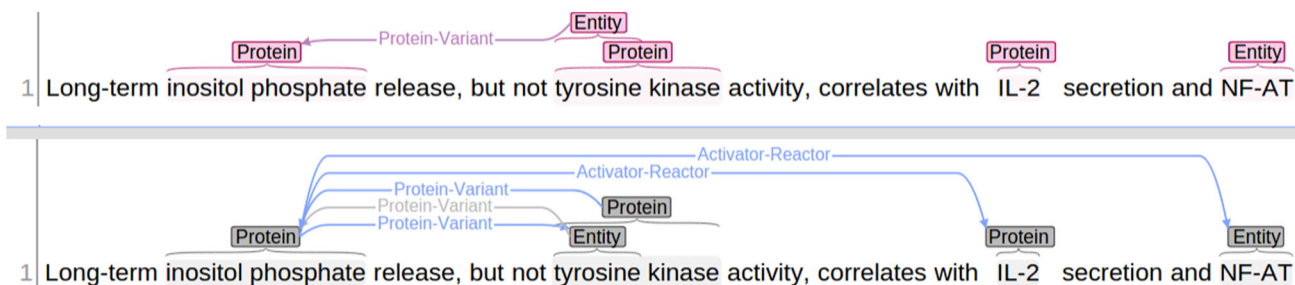 Entity
Protein-Variant
Protein Protein Protein Entity
1 Long-term inositol phosphate release, but not tyrosine kinase activity, correlates with IL-2 secretion and NF-AT
Activator-Reactor
Activator-Reactor
Protein-Variant
Protein-Variant Protein
Protein-Variant
Protein Entity Protein Entity
1 Long-term inositol phosphate release, but not tyrosine kinase activity, correlates with IL-2 secretion and NF-AT